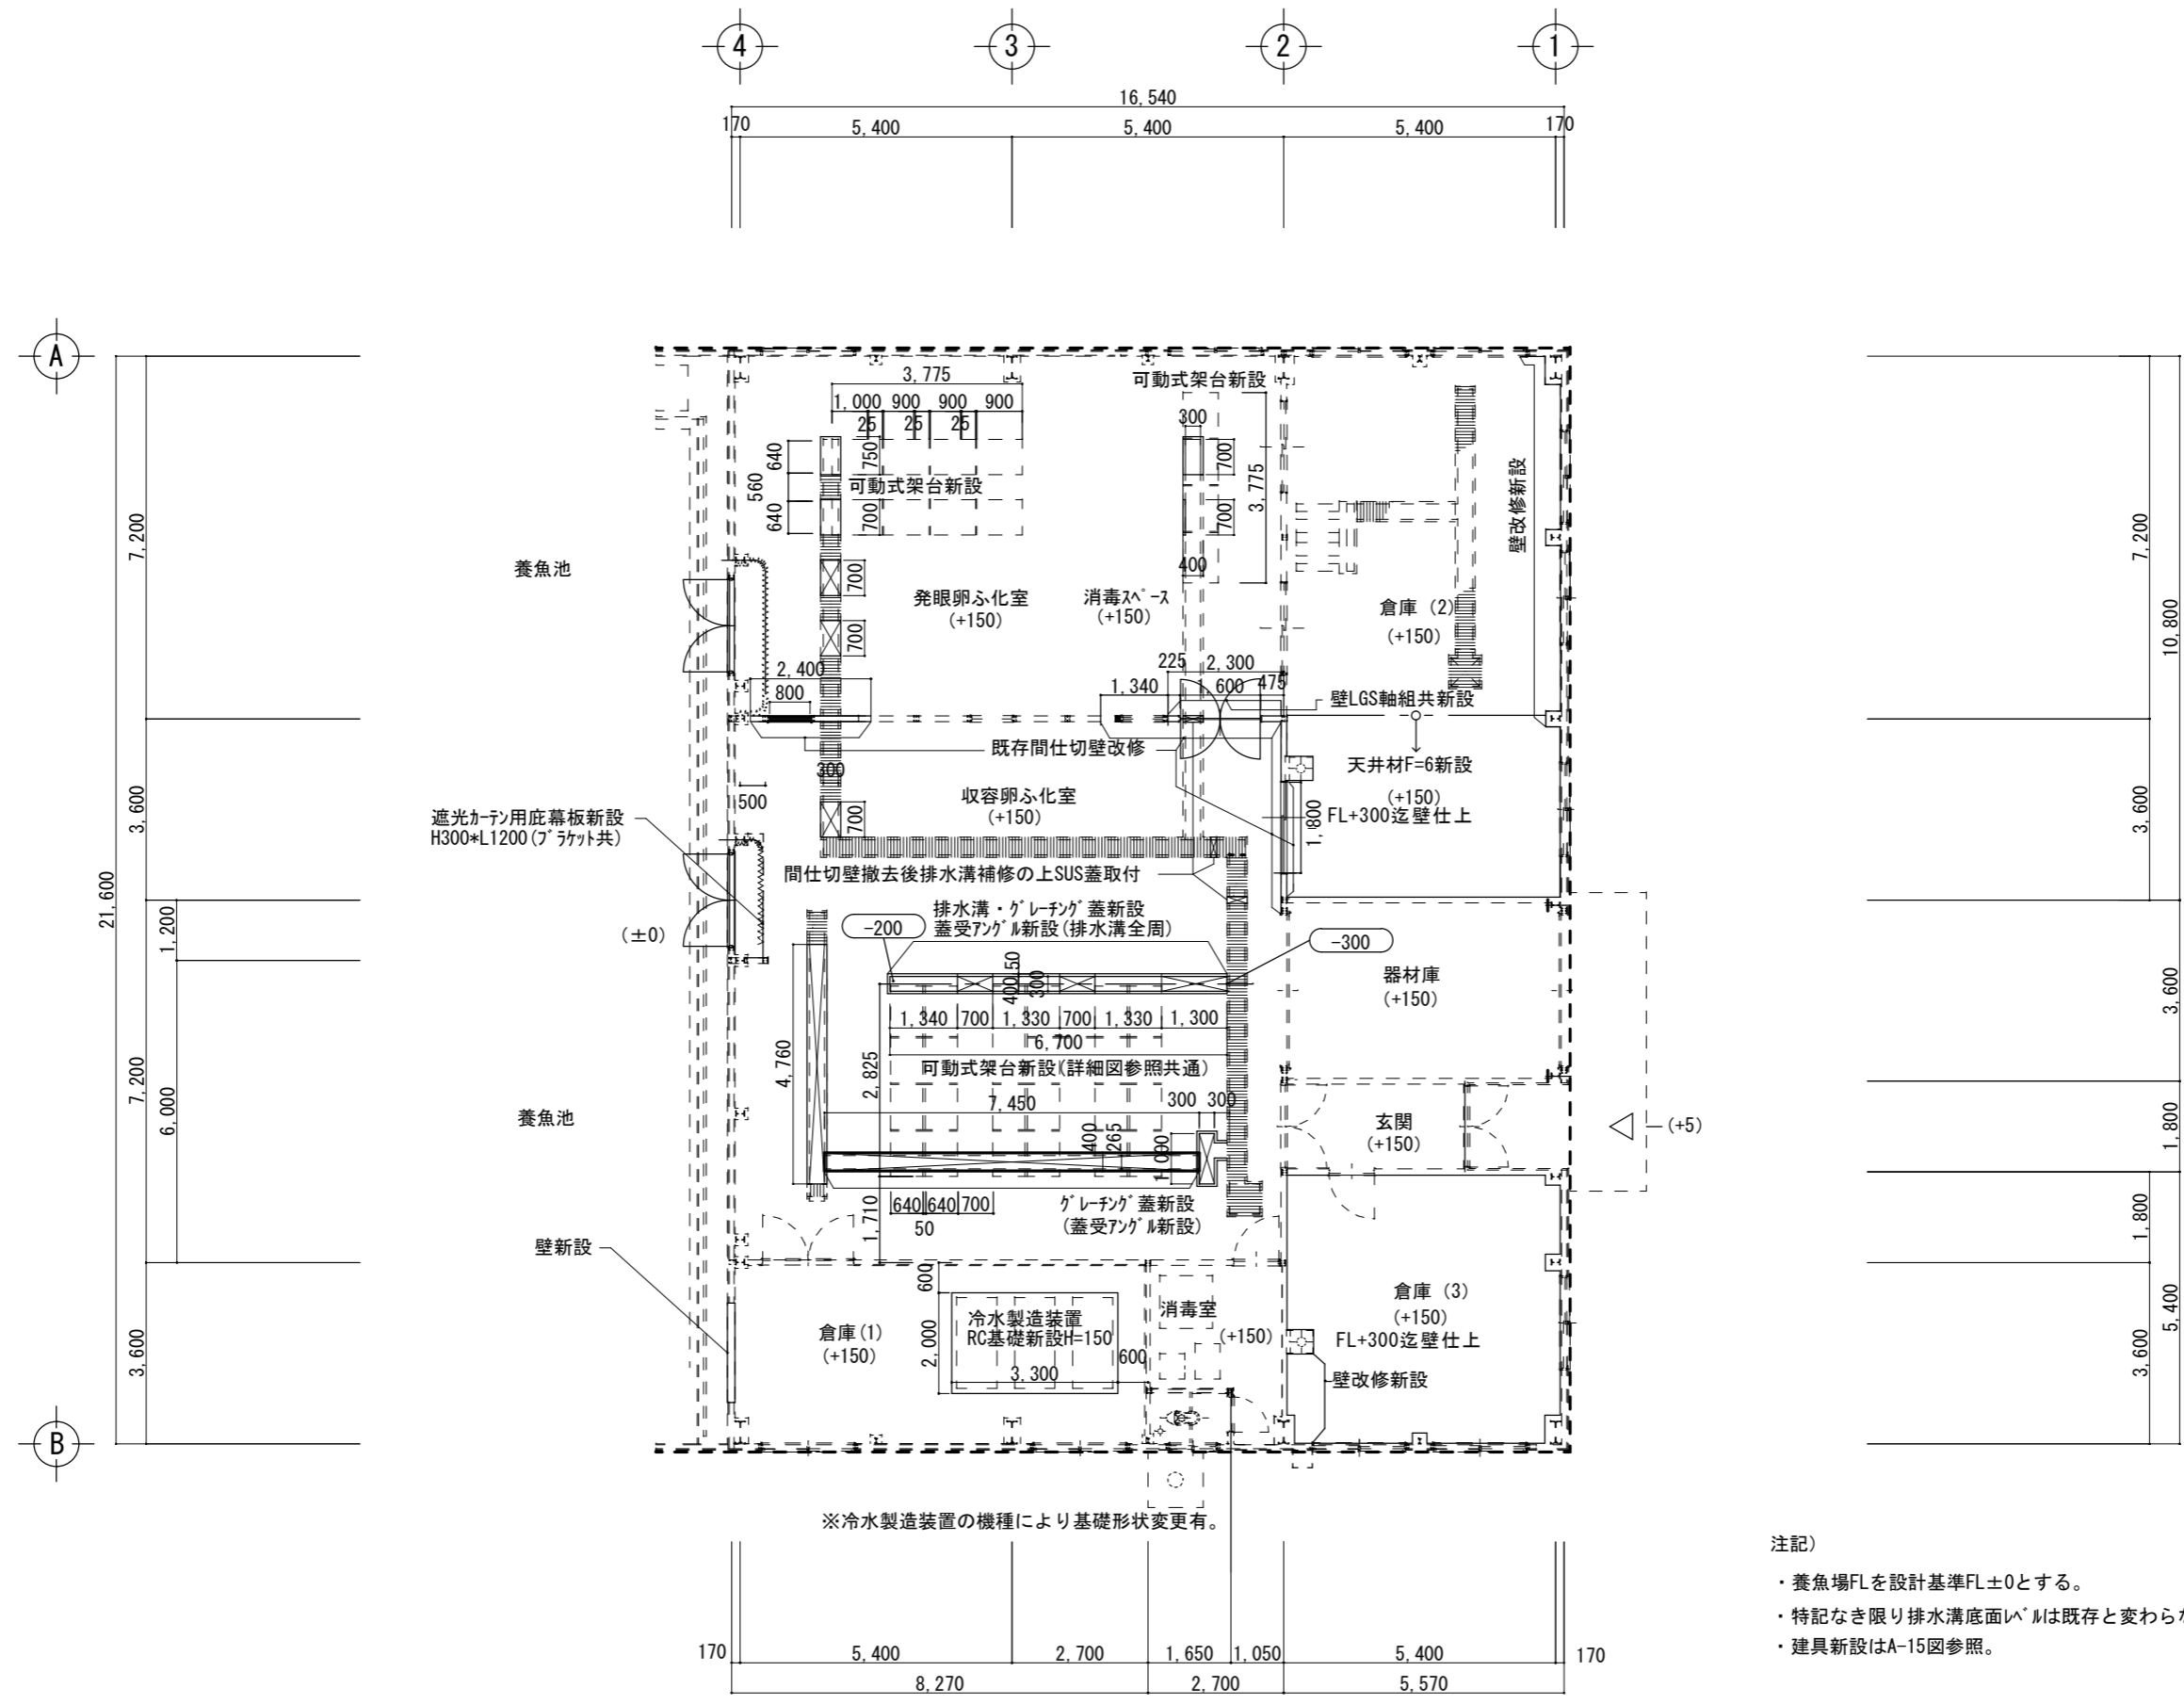 4
3
2
1
16,540
170
5,400
5,400
5,400
170
A
B
21,600
7,200
3,600
7,200
3,600
1,200
6,000
10,800
7,200
3,600
3,600
1,800
5,400
1,800
3,600
養魚池
養魚池
(±0)
(+5)
3,775
1,000
900
900
900
25
25
25
640
560
640
750
700
可動式架台新設
可動式架台新設
300
700
3,775
700
400
壁改修新設
発眼卵ふ化室
(+150)
消毒スペース
(+150)
倉庫 (2)
(+150)
700
700
2,400
800
225
2,300
1,340
1,600
475
壁LGS軸組共新設
既存間仕切壁改修
天井材F=6新設
(+150)
FL+300迄壁仕上
300
500
700
1,800
収容卵ふ化室
(+150)
遮光カーテン用庇幕板新設
H300*L1200(ブラケット共)
間仕切壁撤去後排水溝補修の上SUS蓋取付
排水溝・グレーチング蓋新設
蓋受アングル新設(排水溝全周)
-200
-300
50
400
300
器材庫
(+150)
1,340
700
1,330
700
1,330
1,300
6,700
4,760
2,825
可動式架台新設(詳細図参照共通)
7,450
300
300
400
265
1,000
玄関
(+150)
640
640
700
50
1,710
グレーチング蓋新設
(蓋受アングル新設)
壁新設
600
2,000
冷水製造装置
RC基礎新設H=150
3,300
600
倉庫(1)
(+150)
消毒室
(+150)
倉庫 (3)
(+150)
FL+300迄壁仕上
壁改修新設
※冷水製造装置の機種により基礎形状変更有。
170
5,400
2,700
1,650
1,050
5,400
170
8,270
2,700
5,570
注記)
・養魚場FLを設計基準FL±0とする。
・特記なき限り排水溝底面レベルは既存と変わらな
・建具新設はA-15図参照。